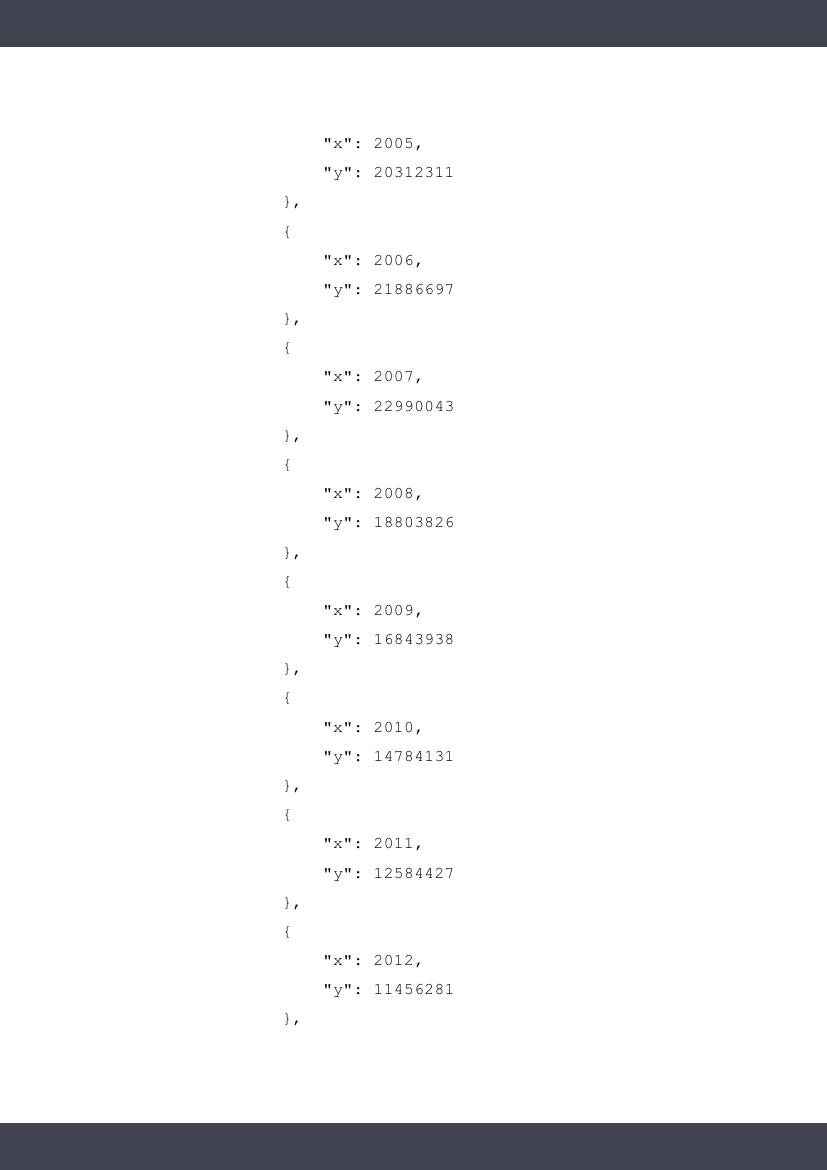 "x": 2005,
"y": 20312311
},
{
"x": 2006,
"y": 21886697
},
{
"x": 2007,
"y": 22990043
},
{
"x": 2008,
"y": 18803826
},
{
"x": 2009,
"y": 16843938
},
{
"x": 2010,
"y": 14784131
},
{
"x": 2011,
"y": 12584427
},
{
"x": 2012,
"y": 11456281
},